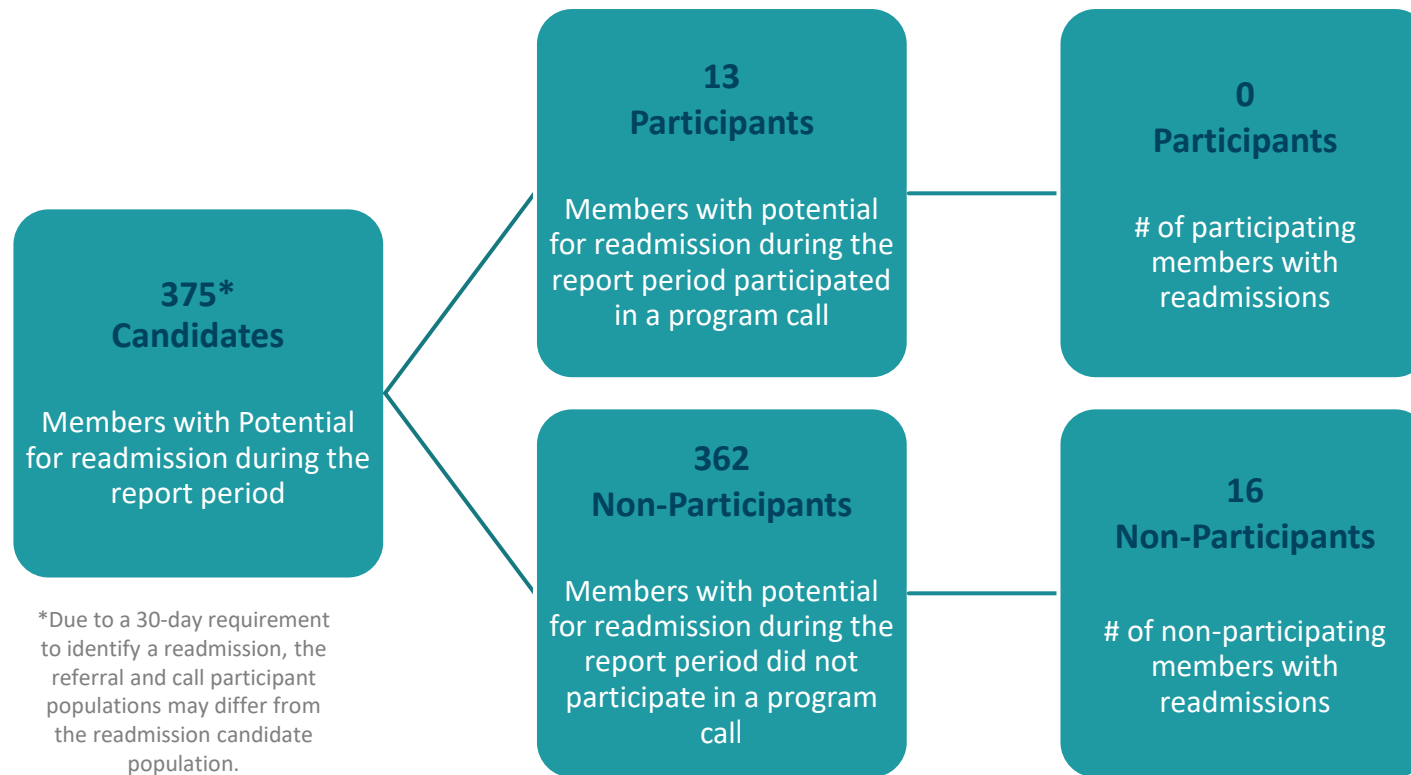 375*
Candidates
Members with Potential
for readmission during the
report period
*Due to a 30-day requirement
to identify a readmission, the
referral and call participant
populations may differ from
the readmission candidate
population.
13
Participants
Members with potential
for readmission during the
report period participated
in a program call
0
Participants
# of participating
members with
readmissions
362
Non-Participants
Members with potential
for readmission during the
report period did not
participate in a program
call
16
Non-Participants
# of non-participating
members with
readmissions